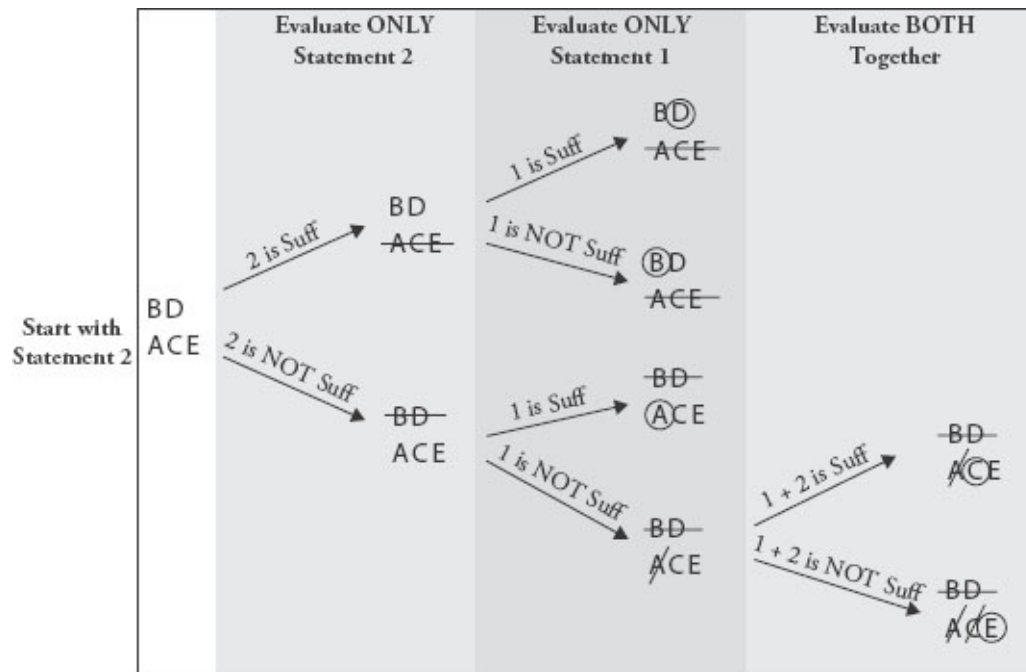 Evaluate ONLY
Statement 2
Evaluate ONLY
Statement 1
Evaluate BOTH
Together
Start with
Statement 2
BD
ACE
2 is Suff
2 is NOT Suff
BD
ACE
BD
ACE
1 is Suff
1 is NOT Suff
1 is Suff
1 is NOT Suff
BD
ACE
BD
ACE
BD
ACE
BD
ACE
1 + 2 is Suff
1 + 2 is NOT Suff
BD
ACE
BD
ACE